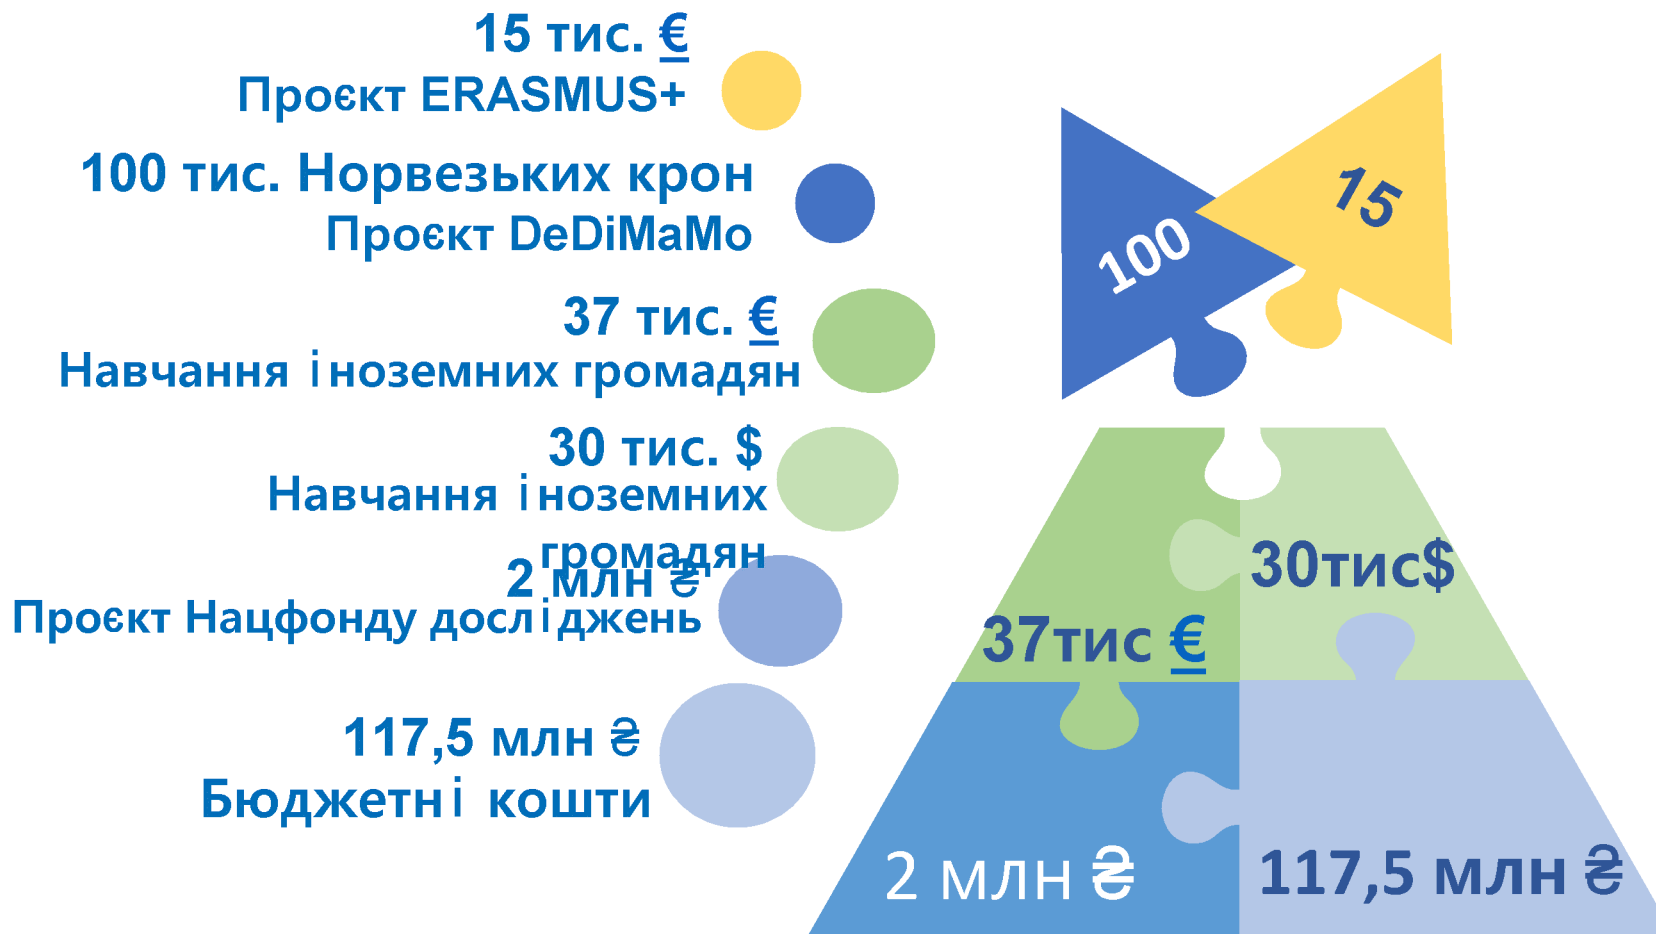 15 тис. €
Проєкт ERASMUS+
100 тис. Норвезьких крон
Проєкт DeDiMaMo
37 тис. €
Навчання іноземних громадян
30 тис. $
Навчання іноземних
громадян
2 млн ₴
Проєкт Нацфонду досліджень
117,5 млн ₴
Бюджетні кошти
100
15
30тис$
37тис €
2 млн ₴
117,5 млн ₴